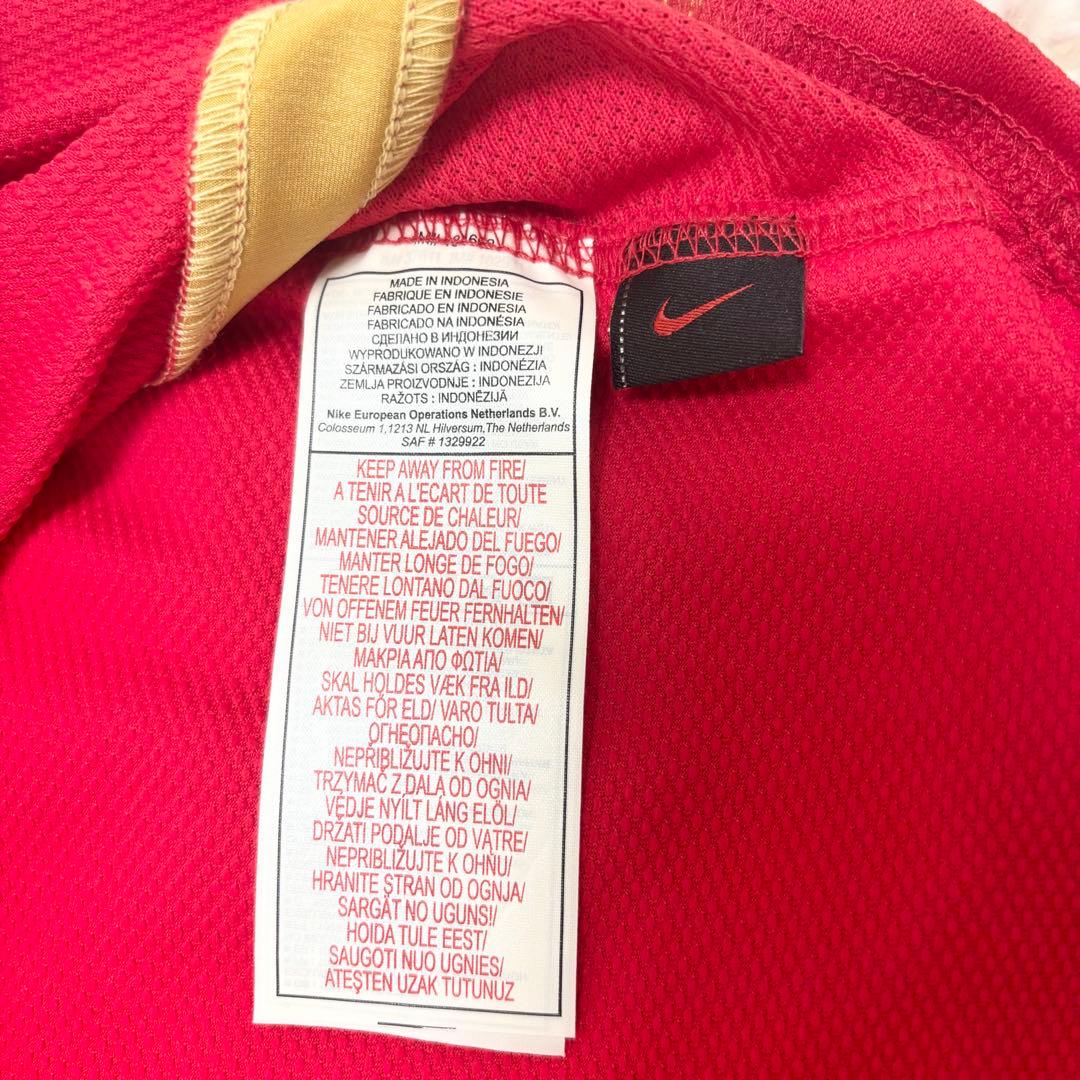 MADE IN INDONESIA
FABRIQUE EN INDONESIE
FABRICADO EN INDONESIA
FABRICADO NA INDONÉSIA
СДЕЛАНО В ИНДОНЕЗИИ
WYPRODUKOWANO W INDONEZJI
SZÁRMAZÁSI ORSZÁG : INDONÉZIA
ZEMLJA PROIZVODNJE : INDONEZIJA
RAŽOTS : INDONĒZIJĀ
Nike European Operations Netherlands B.V.
Colosseum 1,1213 NL Hilversum,The Netherlands
SAF # 1329922
KEEP AWAY FROM FIRE/
A TENIR A L'ECART DE TOUTE
SOURCE DE CHALEUR/
MANTENER ALEJADO DEL FUEGO/
MANTER LONGE DE FOGO/
TENERE LONTANO DAL FUOCO/
VON OFFENEM FEUER FERNHALTEN/
NIET BIJ VUUR LATEN KOMEN/
ΜΑΚΡΙΑ ΑΠΟ ΦΩΤΙΑ/
SKAL HOLDES VÆK FRA ILD/
AKTAS FÖR ELD/ VARO TULTA/
ОГНЕОПАСНО/
NEPŘIBLIŽUJTE K OHNI/
TRZYMAĆ Z DALA OD OGNIA/
VÉDJE NYÍLT LÁNG ELÖL/
DRŽATI PODALJE OD VATRE/
NEPRIBLIŽUJTE K OHŇU/
HRANITE STRAN OD OGNJA/
SARGĀT NO UGUNS!/
HOIDA TULE EEST/
SAUGOTI NUO UGNIES/
ATEŞTEN UZAK TUTUNUZ